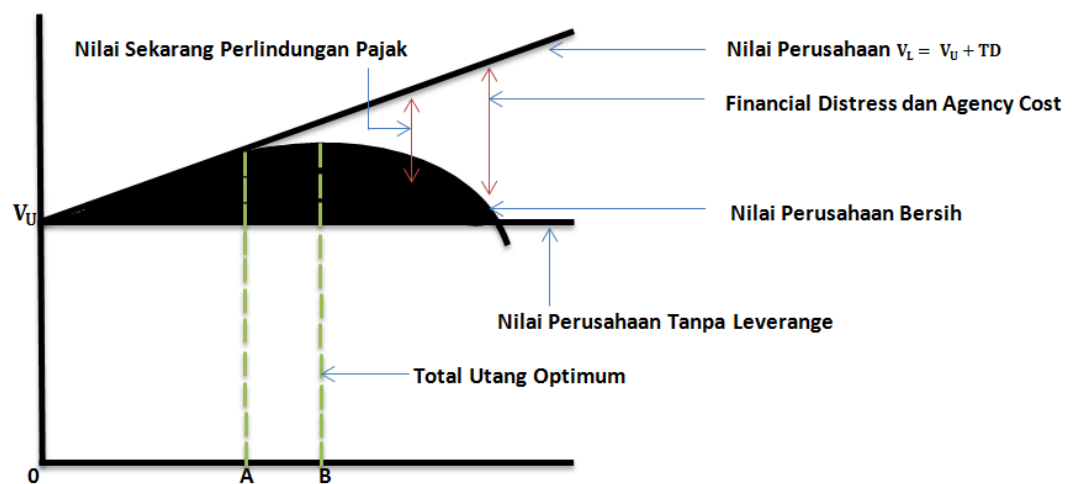 Nilai Sekarang Perlindungan Pajak
Nilai Perusahaan V_L = V_U + TD
Financial Distress dan Agency Cost
V_U
Nilai Perusahaan Bersih
Nilai Perusahaan Tanpa Leverange
Total Utang Optimum
0
A
B